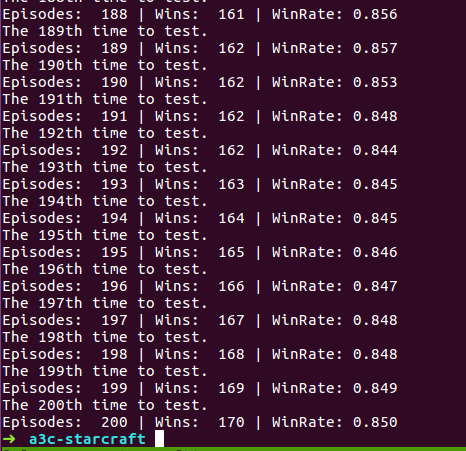 Episodes:  188 | Wins:  161 | WinRate: 0.856
The 189th time to test.
Episodes:  189 | Wins:  162 | WinRate: 0.857
The 190th time to test.
Episodes:  190 | Wins:  162 | WinRate: 0.853
The 191th time to test.
Episodes:  191 | Wins:  162 | WinRate: 0.848
The 192th time to test.
Episodes:  192 | Wins:  162 | WinRate: 0.844
The 193th time to test.
Episodes:  193 | Wins:  163 | WinRate: 0.845
The 194th time to test.
Episodes:  194 | Wins:  164 | WinRate: 0.845
The 195th time to test.
Episodes:  195 | Wins:  165 | WinRate: 0.846
The 196th time to test.
Episodes:  196 | Wins:  166 | WinRate: 0.847
The 197th time to test.
Episodes:  197 | Wins:  167 | WinRate: 0.848
The 198th time to test.
Episodes:  198 | Wins:  168 | WinRate: 0.848
The 199th time to test.
Episodes:  199 | Wins:  169 | WinRate: 0.849
The 200th time to test.
Episodes:  200 | Wins:  170 | WinRate: 0.850
➜  a3c-starcraft